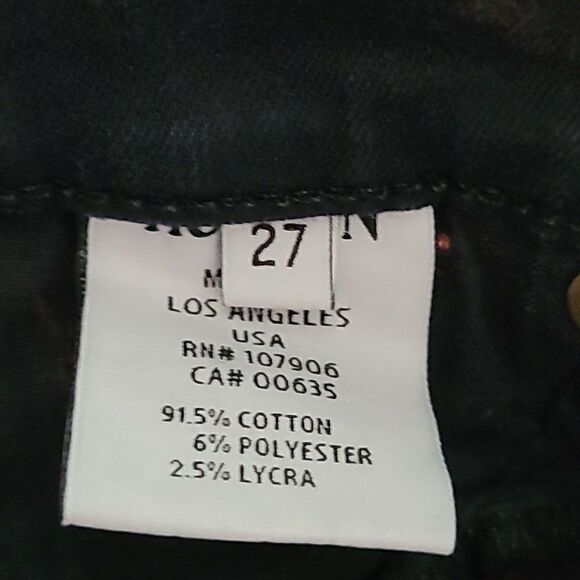 27
LOS ANGELES
USA
RN# 107906
CA# 00635
91.5% COTTON
6% POLYESTER
2.5% LYCRA